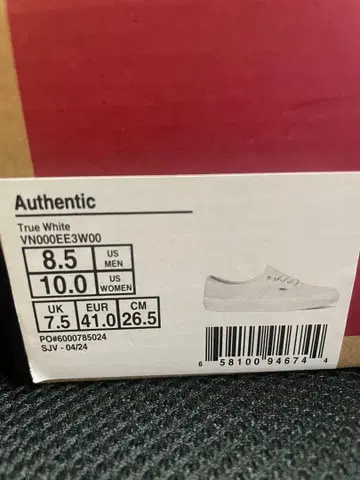 Authentic
True White
VN000EE3W00
8.5 US MEN
10.0 US WOMEN
UK EUR CM
7.5 41.0 26.5
PO#6000785024
SJV - 04/24
6 58100 94674 4